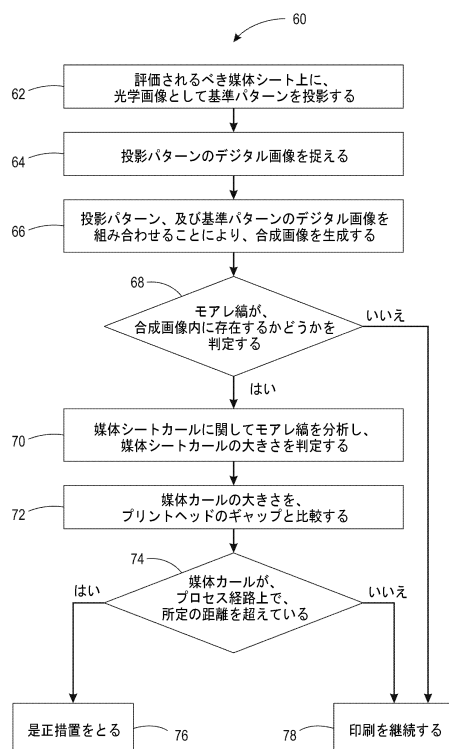 60
62
評価されるべき媒体シート上に、
光学画像として基準パターンを投影する
64
投影パターンのデジタル画像を捉える
66
投影パターン、及び基準パターンのデジタル画像を
組み合わせることにより、合成画像を生成する
68
モアレ縞が、
合成画像内に存在するかどうかを
判定する
いいえ
はい
70
媒体シートカールに関してモアレ縞を分析し、
媒体シートカールの大きさを判定する
72
媒体カールの大きさを、
プリントヘッドのギャップと比較する
74
はい
媒体カールが、
プロセス経路上で、
所定の距離を超えている
いいえ
是正措置をとる
76
78
印刷を継続する